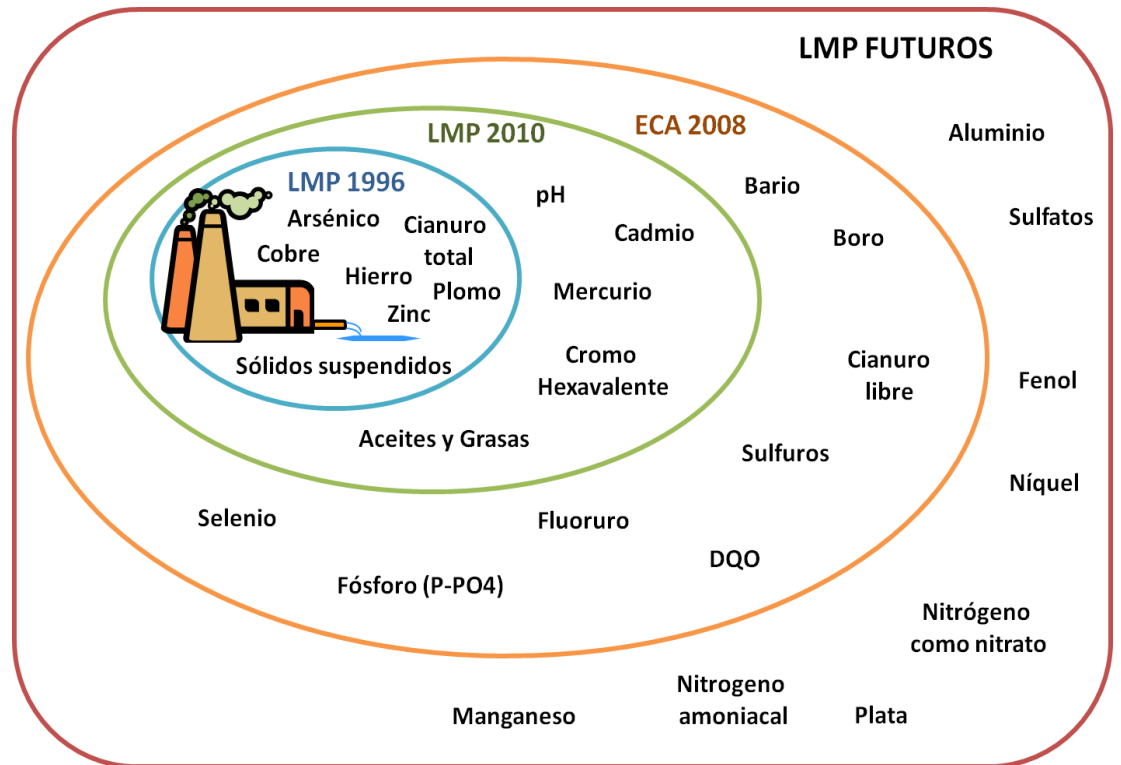 LMP FUTUROS
ECA 2008
LMP 2010
LMP 1996
Arsénico
Cianuro
total
Cobre
Hierro
Plomo
Zinc
Sólidos suspendidos
pH
Cadmio
Mercurio
Cromo
Hexavalente
Aceites y Grasas
Bario
Boro
Cianuro
libre
Sulfuros
Selenio
Fluoruro
DQO
Fósforo (P-PO4)
Aluminio
Sulfatos
Fenol
Níquel
Nitrógeno
como nitrato
Nitrogeno
amoniacal
Manganeso
Plata